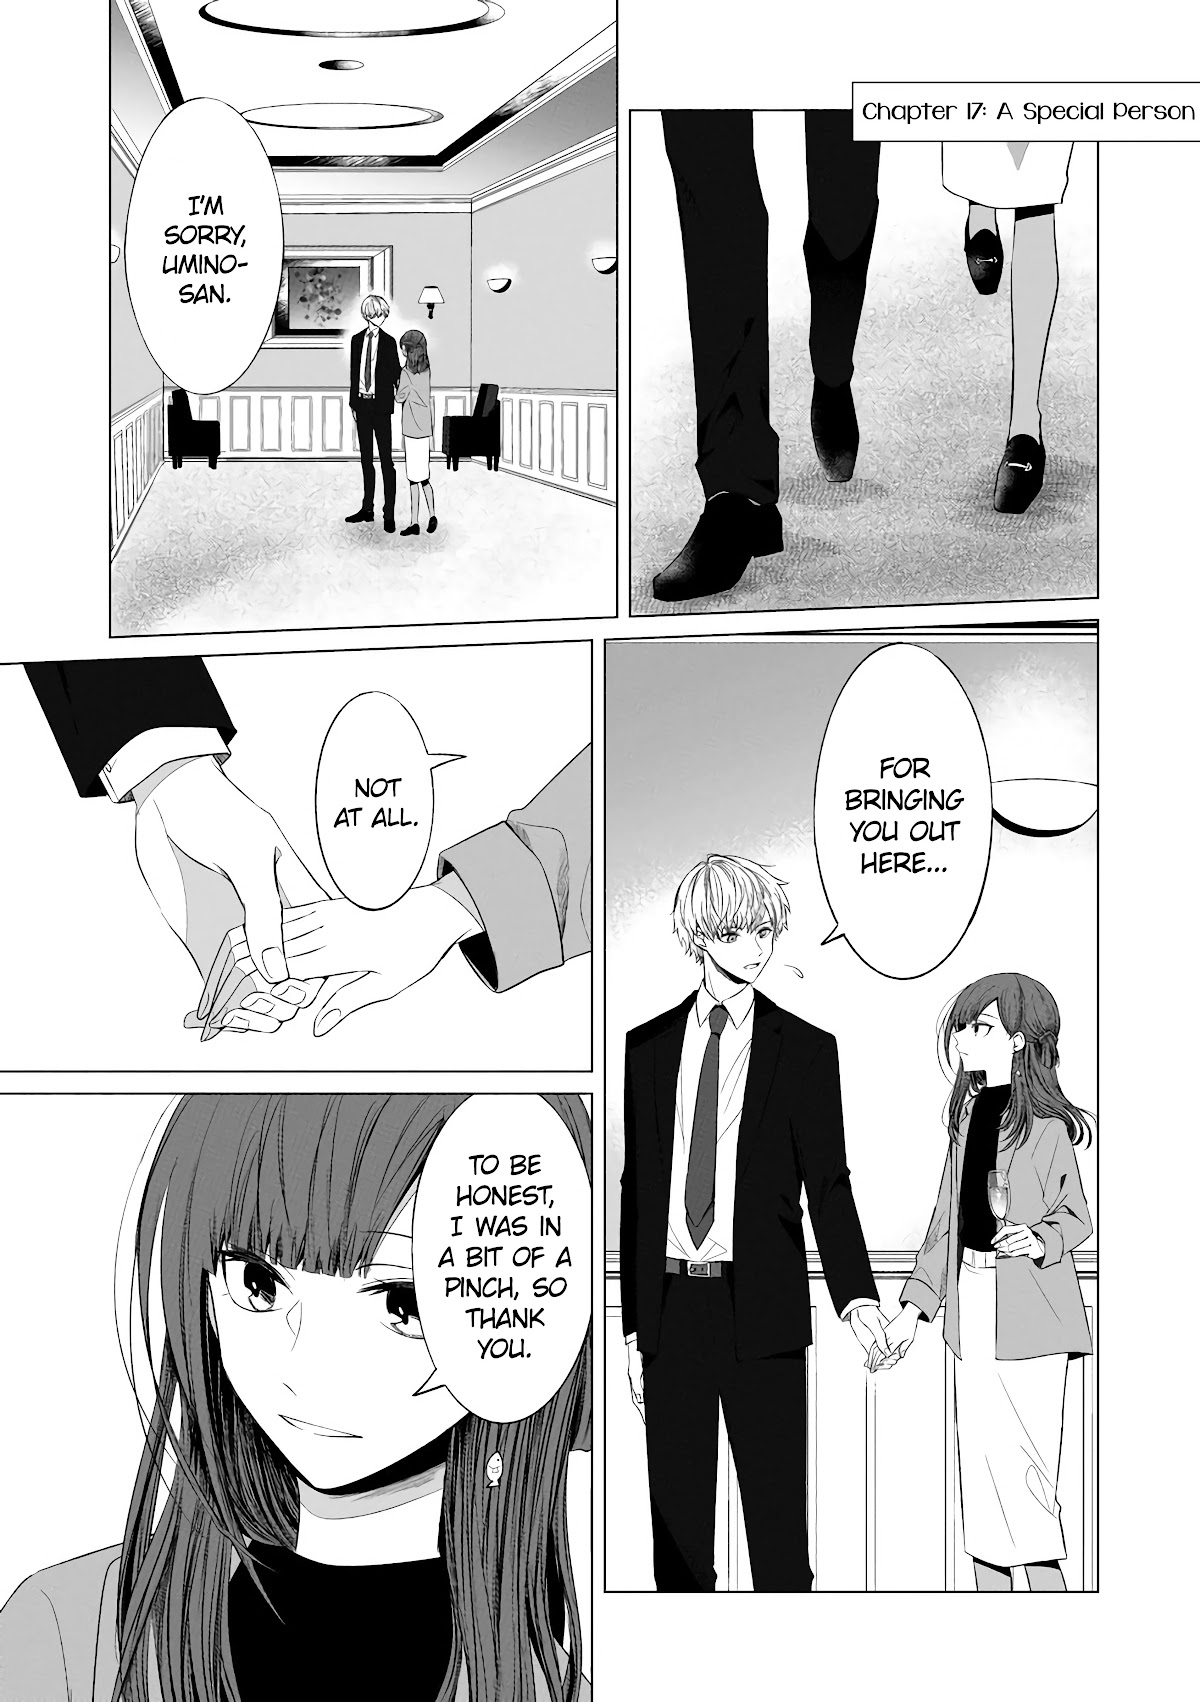 Chapter 17: A Special Person
I'M
SORRY,
UMINO-
SAN.
FOR
BRINGING
YOU OUT
HERE...
NOT
AT ALL.
TO BE
HONEST,
I WAS IN
A BIT OF A
PINCH, SO
THANK
YOU.